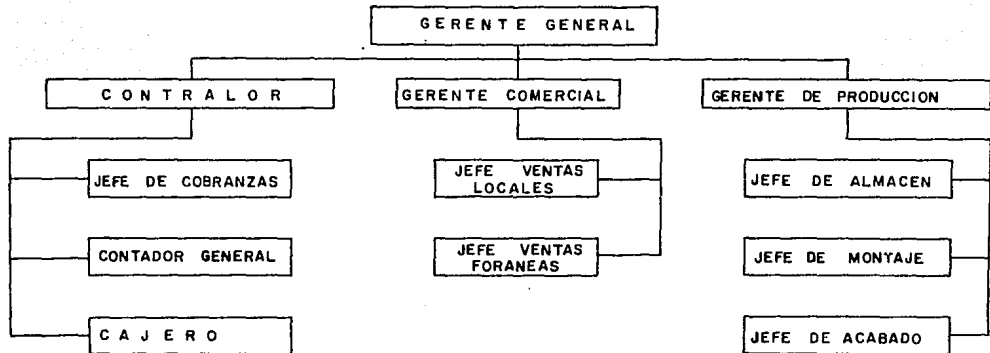 GERENTE GENERAL
CONTRALOR
GERENTE COMERCIAL
GERENTE DE PRODUCCION
JEFE DE COBRANZAS
CONTADOR GENERAL
CAJERO
JEFE VENTAS
LOCALES
JEFE VENTAS
FORANEAS
JEFE DE ALMACEN
JEFE DE MONTAJE
JEFE DE ACABADO